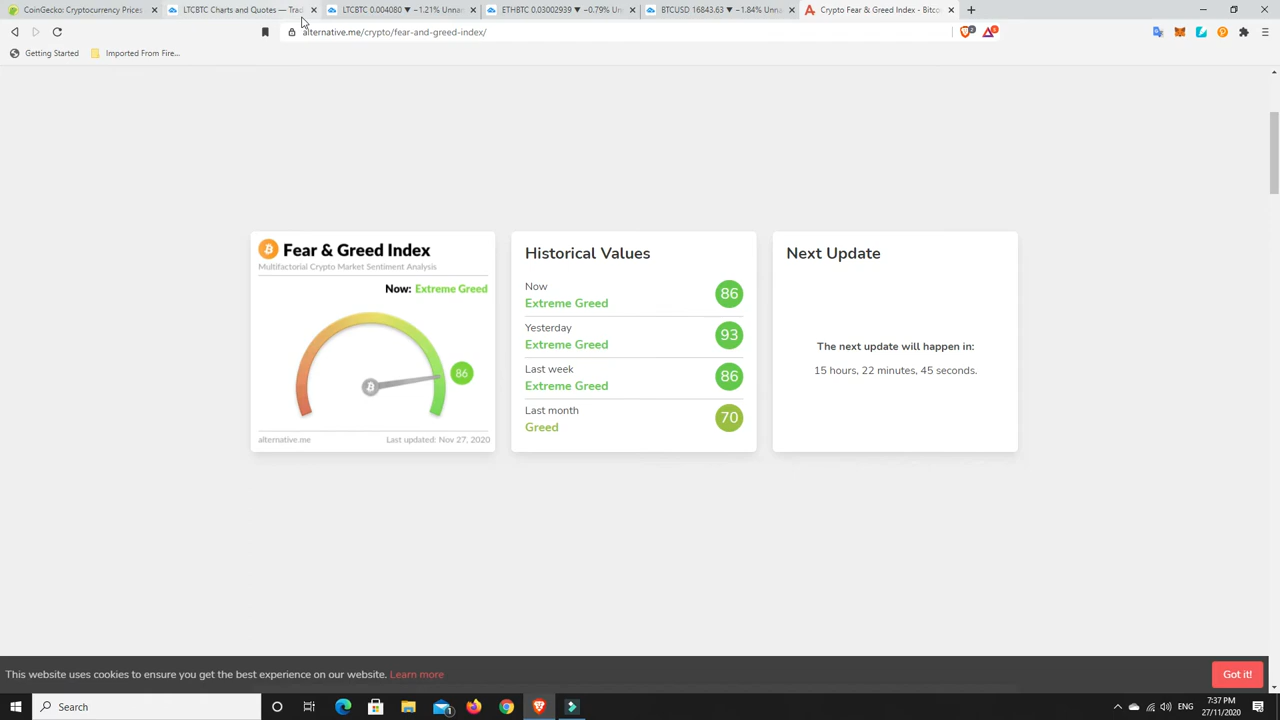 CoinGecko: Cryptocurrency Prices
LTCBTC Charts and Quotes — Tradi
LTCBTC 0.004080 ▼ −1.21% Unnam
ETHBTC 0.03002939 ▼ −0.79% Un
BTCUSD 16843.63 ▼ −1.84% Unna
Crypto Fear & Greed Index - Bitcoi
alternative.me/crypto/fear-and-greed-index/
Getting Started
Imported From Fire...
Fear & Greed Index
Multifactorial Crypto Market Sentiment Analysis
Now: Extreme Greed
86
alternative.me
Last updated: Nov 27, 2020
Historical Values
Now
Extreme Greed
86
Yesterday
Extreme Greed
93
Last week
Extreme Greed
86
Last month
Greed
70
Next Update
The next update will happen in:
15 hours, 22 minutes, 45 seconds.
This website uses cookies to ensure you get the best experience on our website. Learn more
Got it!
Search
ENG
7:37 PM
27/11/2020